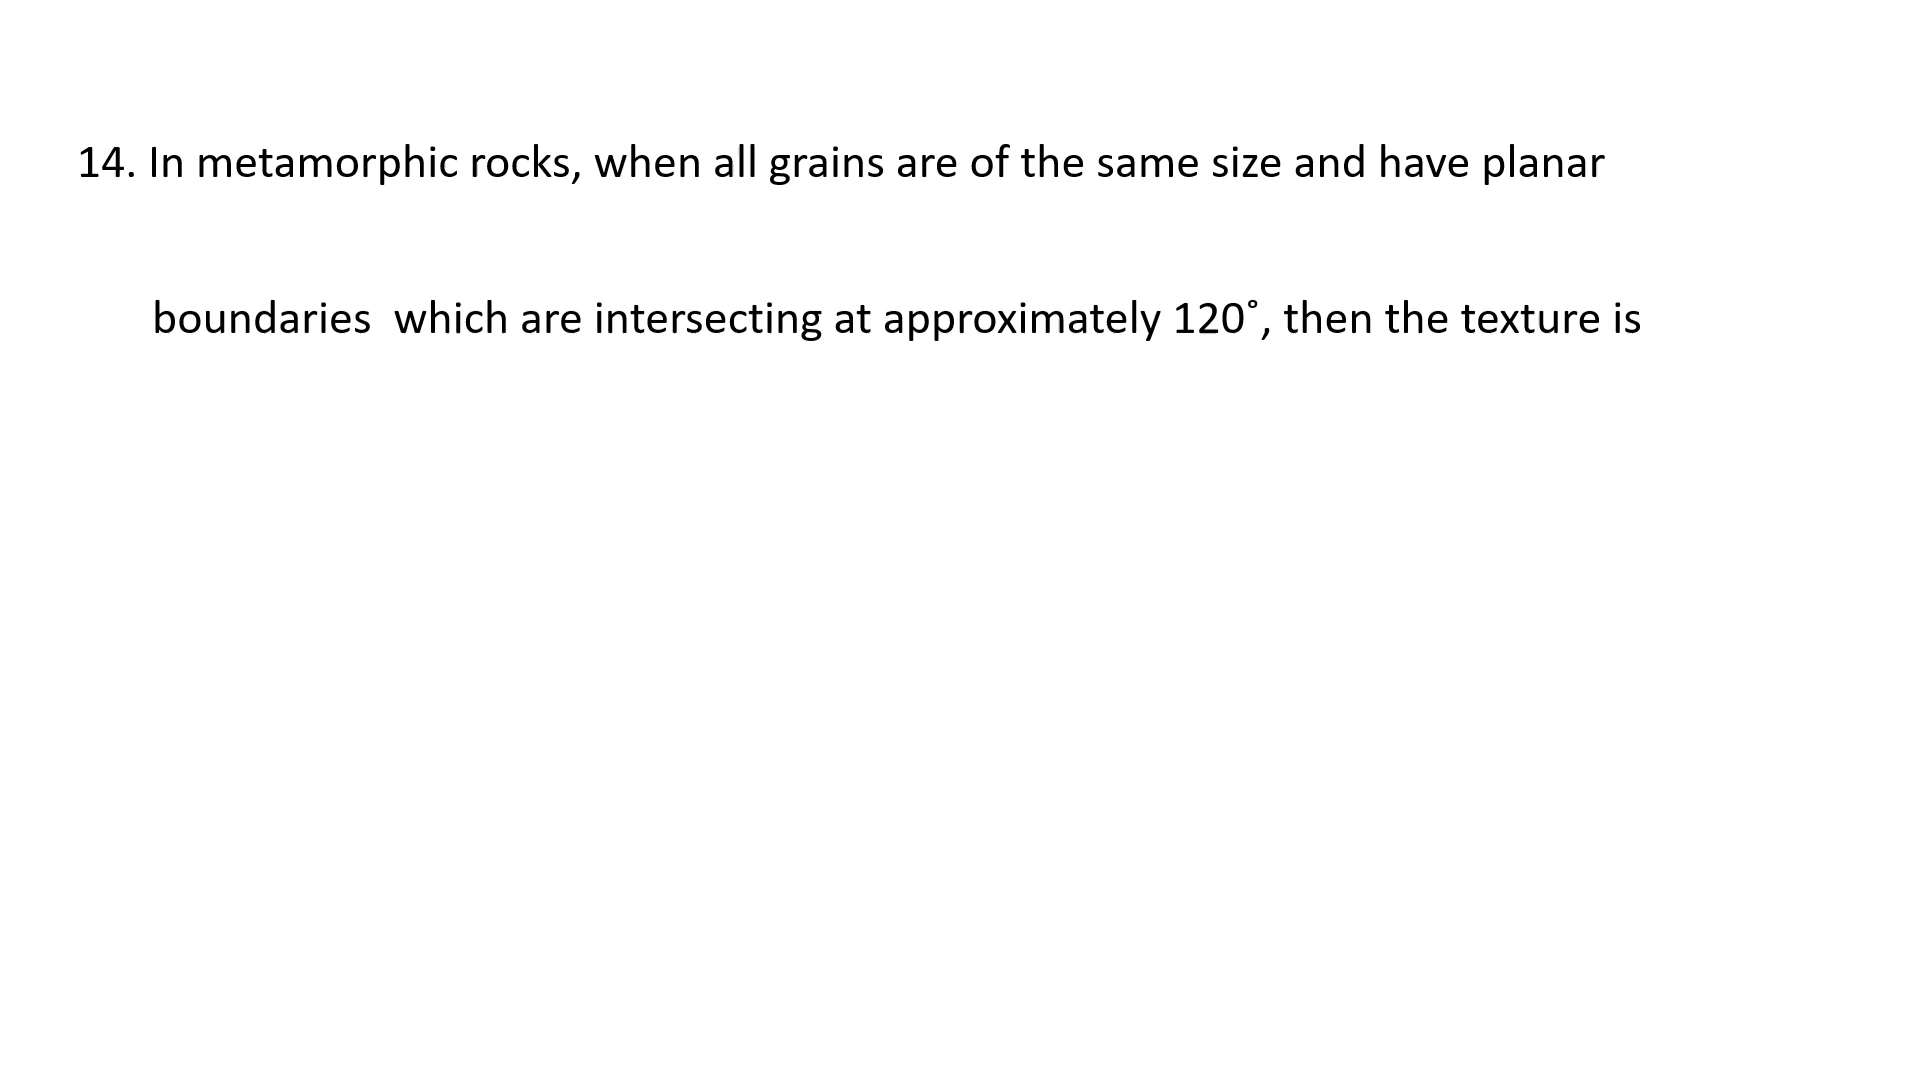 14. In metamorphic rocks, when all grains are of the same size and have planar
boundaries  which are intersecting at approximately 120˚, then the texture is